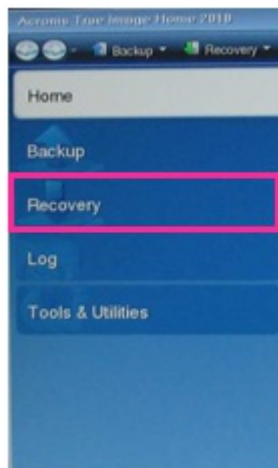 Acronis True Image Home 2010
Backup Recovery
Home
Backup
Recovery
Log
Tools & Utilities